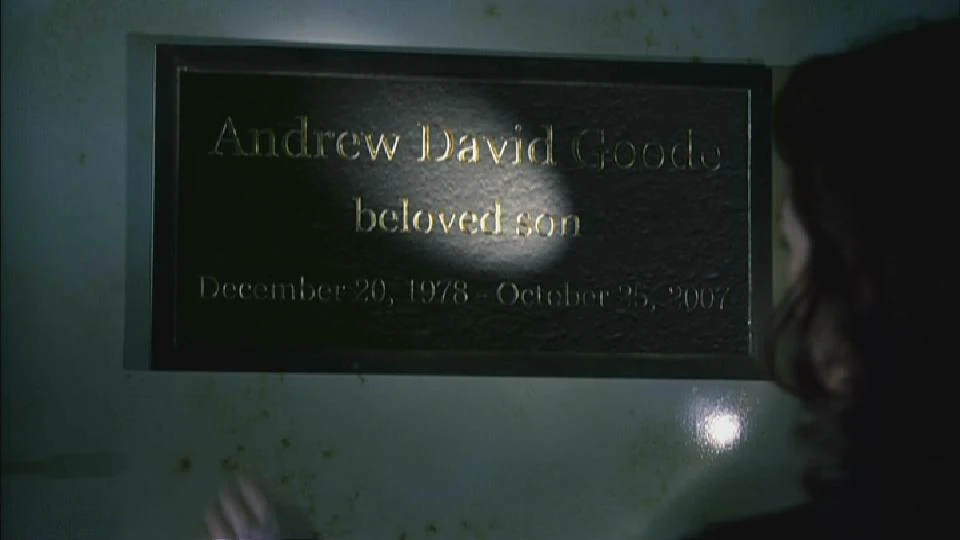 Andrew David Goode
beloved son
December 20, 1978 - October 25, 2007